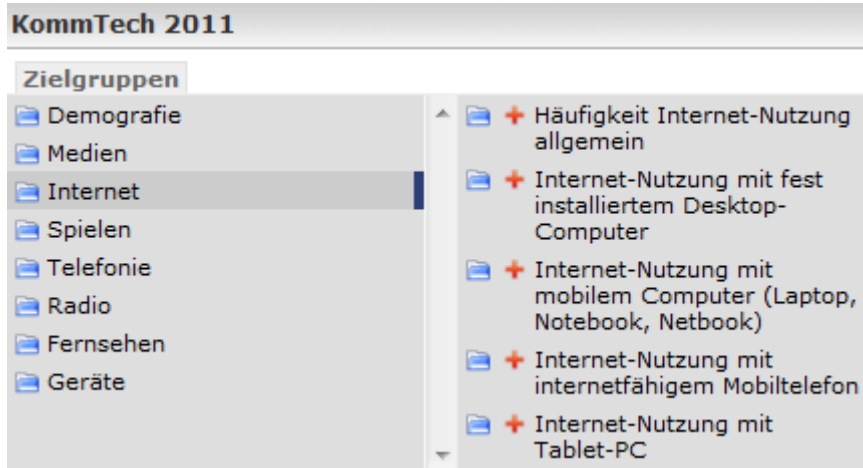 KommTech 2011
Zielgruppen
Demografie
Medien
Internet
Spielen
Telefonie
Radio
Fernsehen
Geräte
Häufigkeit Internet-Nutzung
allgemein
Internet-Nutzung mit fest
installiertem Desktop-
Computer
Internet-Nutzung mit
mobilem Computer (Laptop,
Notebook, Netbook)
Internet-Nutzung mit
internetfähigem Mobiltelefon
Internet-Nutzung mit
Tablet-PC